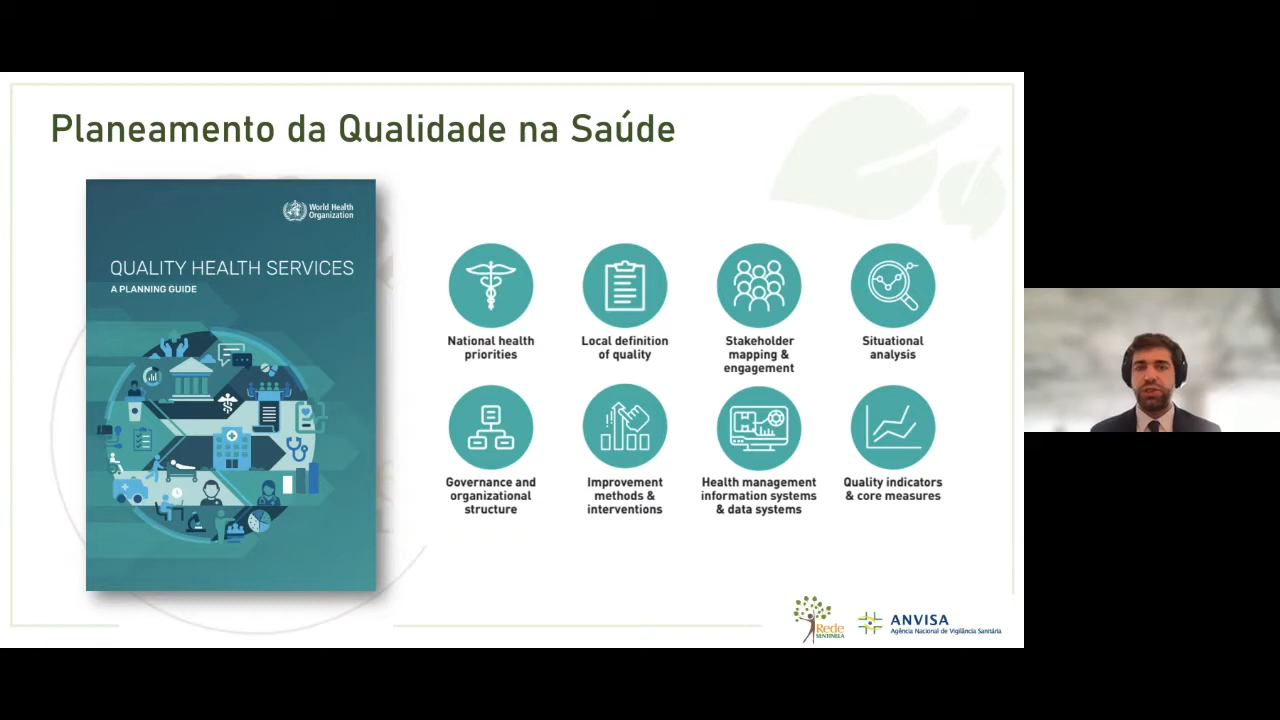 Planeamento da Qualidade na Saúde
World Health
Organization
QUALITY HEALTH SERVICES
A PLANNING GUIDE
National health
priorities
Local definition
of quality
Stakeholder
mapping &
engagement
Situational
analysis
Governance and
organizational
structure
Improvement
methods &
interventions
Health management
information systems
& data systems
Quality indicators
& core measures
Rede
SENTINELA
ANVISA
Agência Nacional de Vigilância Sanitária